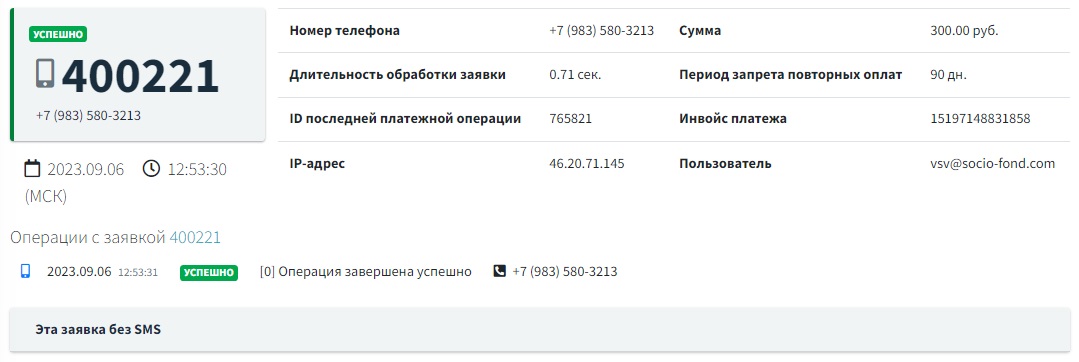 УСПЕШНО
400221
+7 (983) 580-3213
2023.09.06 12:53:30
(МСК)
Номер телефона +7 (983) 580-3213 Сумма 300.00 руб.
Длительность обработки заявки 0.71 сек. Период запрета повторных оплат 90 дн.
ID последней платежной операции 765821 Инвойс платежа 15197148831858
IP-адрес 46.20.71.145 Пользователь vsv@socio-fond.com
Операции с заявкой 400221
2023.09.06 12:53:31 УСПЕШНО [0] Операция завершена успешно +7 (983) 580-3213
Эта заявка без SMS